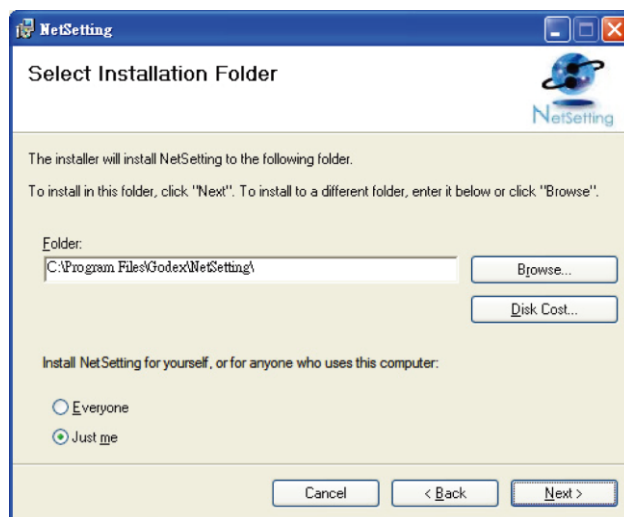 NetSetting
Select Installation Folder
NetSetting
The installer will install NetSetting to the following folder.
To install in this folder, click "Next". To install to a different folder, enter it below or click "Browse".
Folder:
C:\Program Files\Godex\NetSetting\
Browse...
Disk Cost...
Install NetSetting for yourself, or for anyone who uses this computer:
Everyone
Just me
Cancel
< Back
Next >